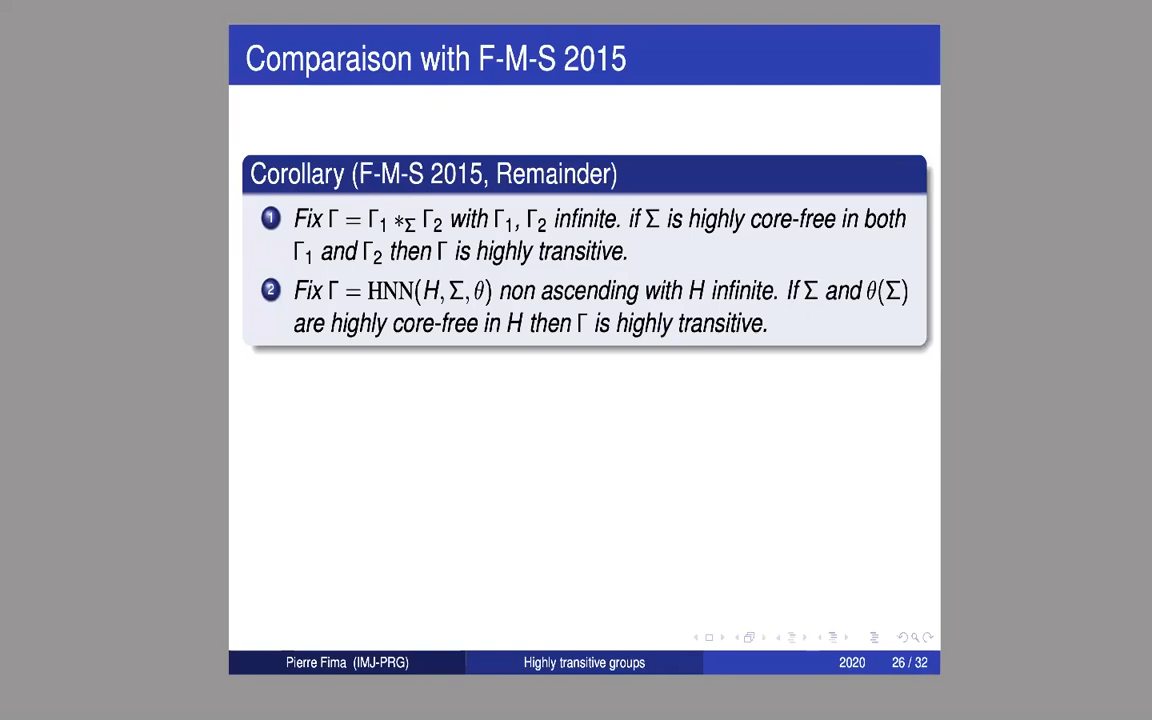 Comparaison with F-M-S 2015
Corollary (F-M-S 2015, Remainder)
1 Fix Γ = Γ₁ *_Σ Γ₂ with Γ₁, Γ₂ infinite. if Σ is highly core-free in both
Γ₁ and Γ₂ then Γ is highly transitive.
2 Fix Γ = HNN(H, Σ, θ) non ascending with H infinite. If Σ and θ(Σ)
are highly core-free in H then Γ is highly transitive.
Pierre Fima (IMJ-PRG) Highly transitive groups 2020 26 / 32